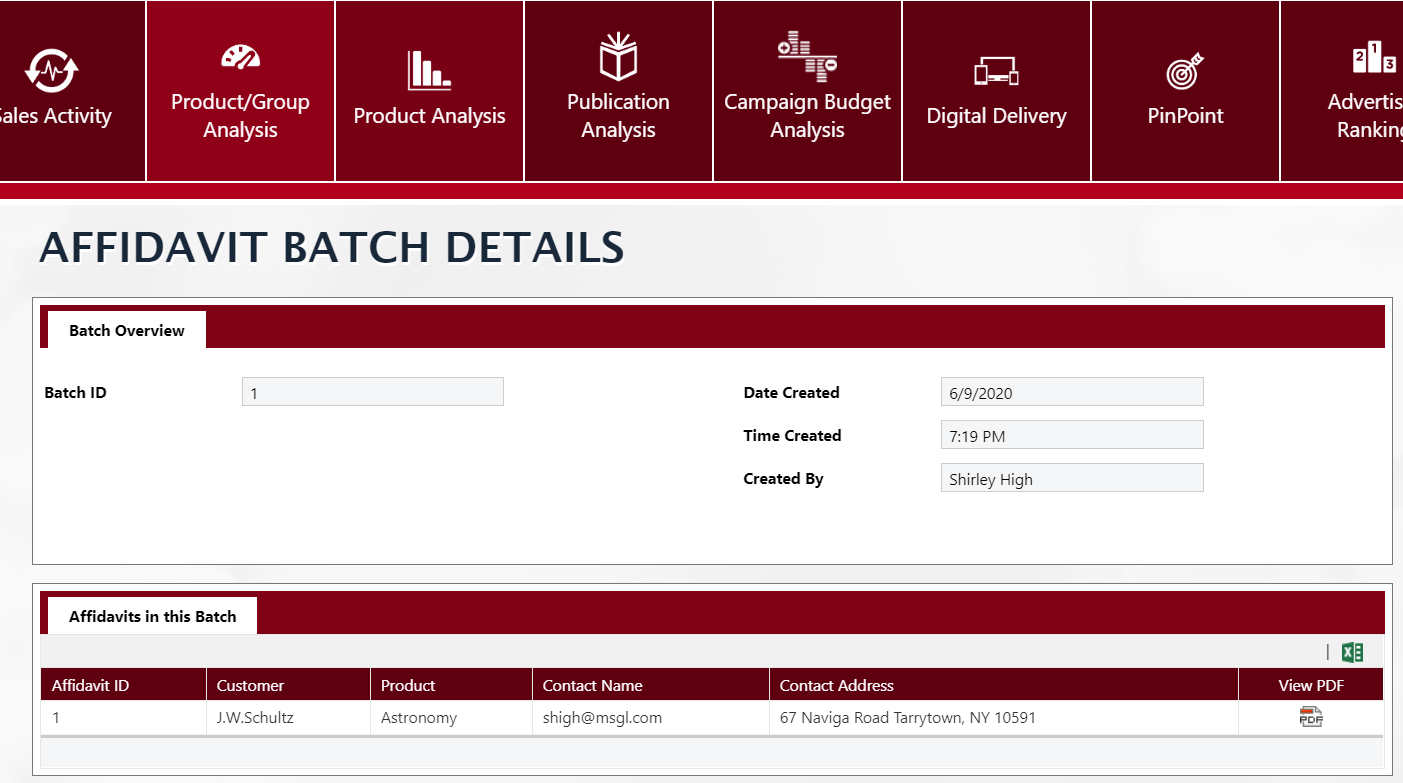 Sales Activity
Product/Group
Analysis
Product Analysis
Publication
Analysis
Campaign Budget
Analysis
Digital Delivery
PinPoint
2 1 3
Advertis
Ranking
AFFIDAVIT BATCH DETAILS
Batch Overview
Batch ID 1 Date Created 6/9/2020
Time Created 7:19 PM
Created By Shirley High
Affidavits in this Batch
Affidavit ID Customer Product Contact Name Contact Address View PDF
1 J.W.Schultz Astronomy shigh@msgl.com 67 Naviga Road Tarrytown, NY 10591 PDF